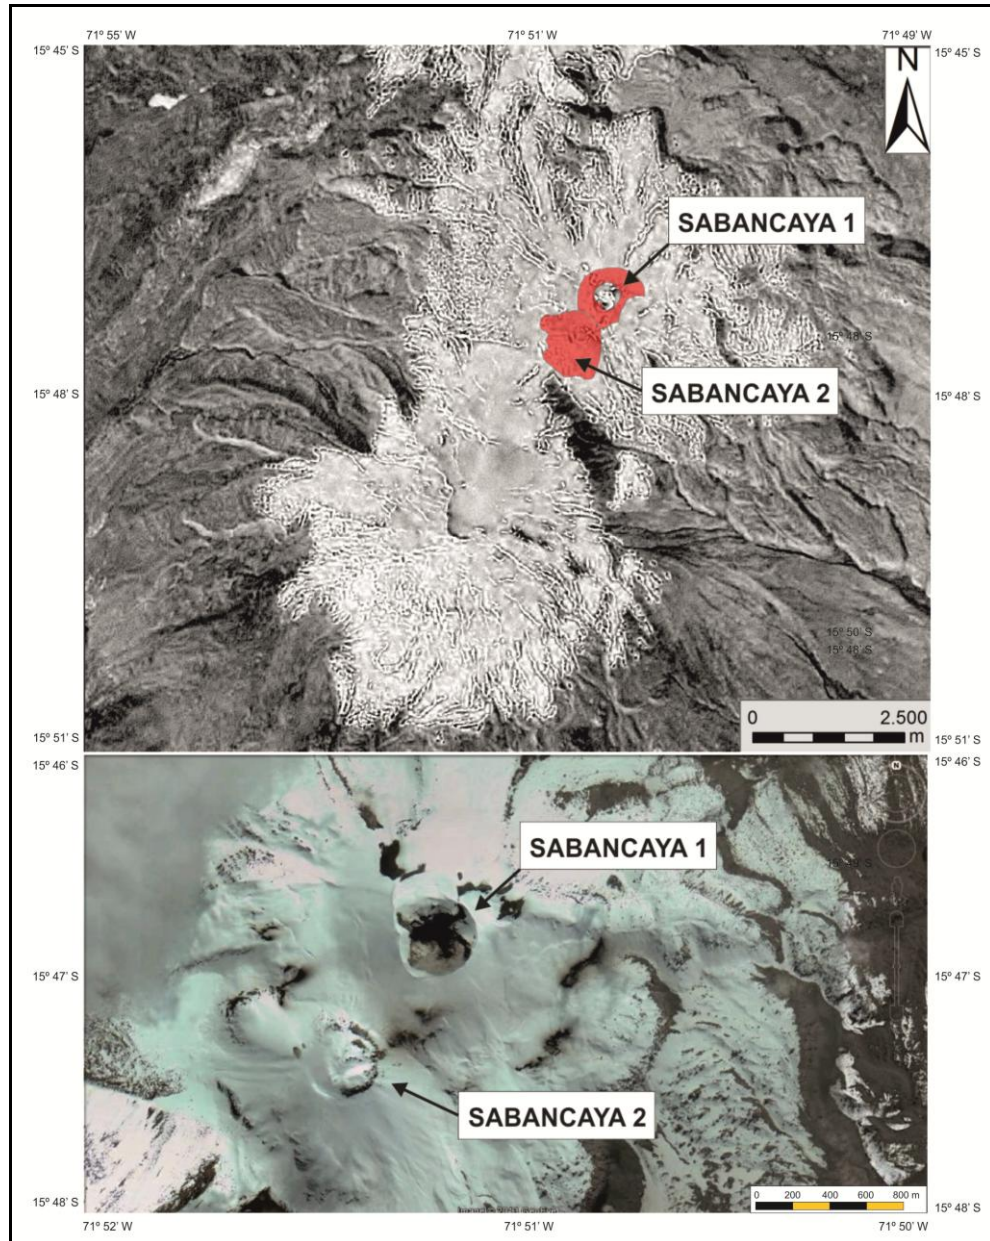 71º 55' W
71º 51' W
71º 49' W
15º 45' S
N
15º 45' S
SABANCAYA 1
15º 48' S
SABANCAYA 2
15º 48' S
15º 48' S
15º 50' S
15º 48' S
0 2.500
m
15º 51' S
15º 51' S
15º 46' S
N
15º 46' S
SABANCAYA 1
15º 47' S
15º 47' S
SABANCAYA 2
0 200 400 600 800 m
15º 48' S
15º 48' S
71º 52' W
71º 51' W
71º 50' W